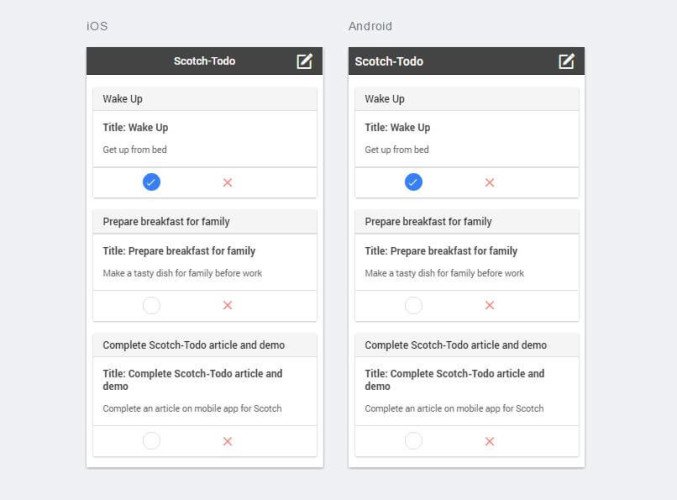 iOS
Scotch-Todo
Wake Up
Title: Wake Up
Get up from bed
Prepare breakfast for family
Title: Prepare breakfast for family
Make a tasty dish for family before work
Complete Scotch-Todo article and demo
Title: Complete Scotch-Todo article and
demo
Complete an article on mobile app for Scotch
Android
Scotch-Todo
Wake Up
Title: Wake Up
Get up from bed
Prepare breakfast for family
Title: Prepare breakfast for family
Make a tasty dish for family before work
Complete Scotch-Todo article and demo
Title: Complete Scotch-Todo article and
demo
Complete an article on mobile app for Scotch